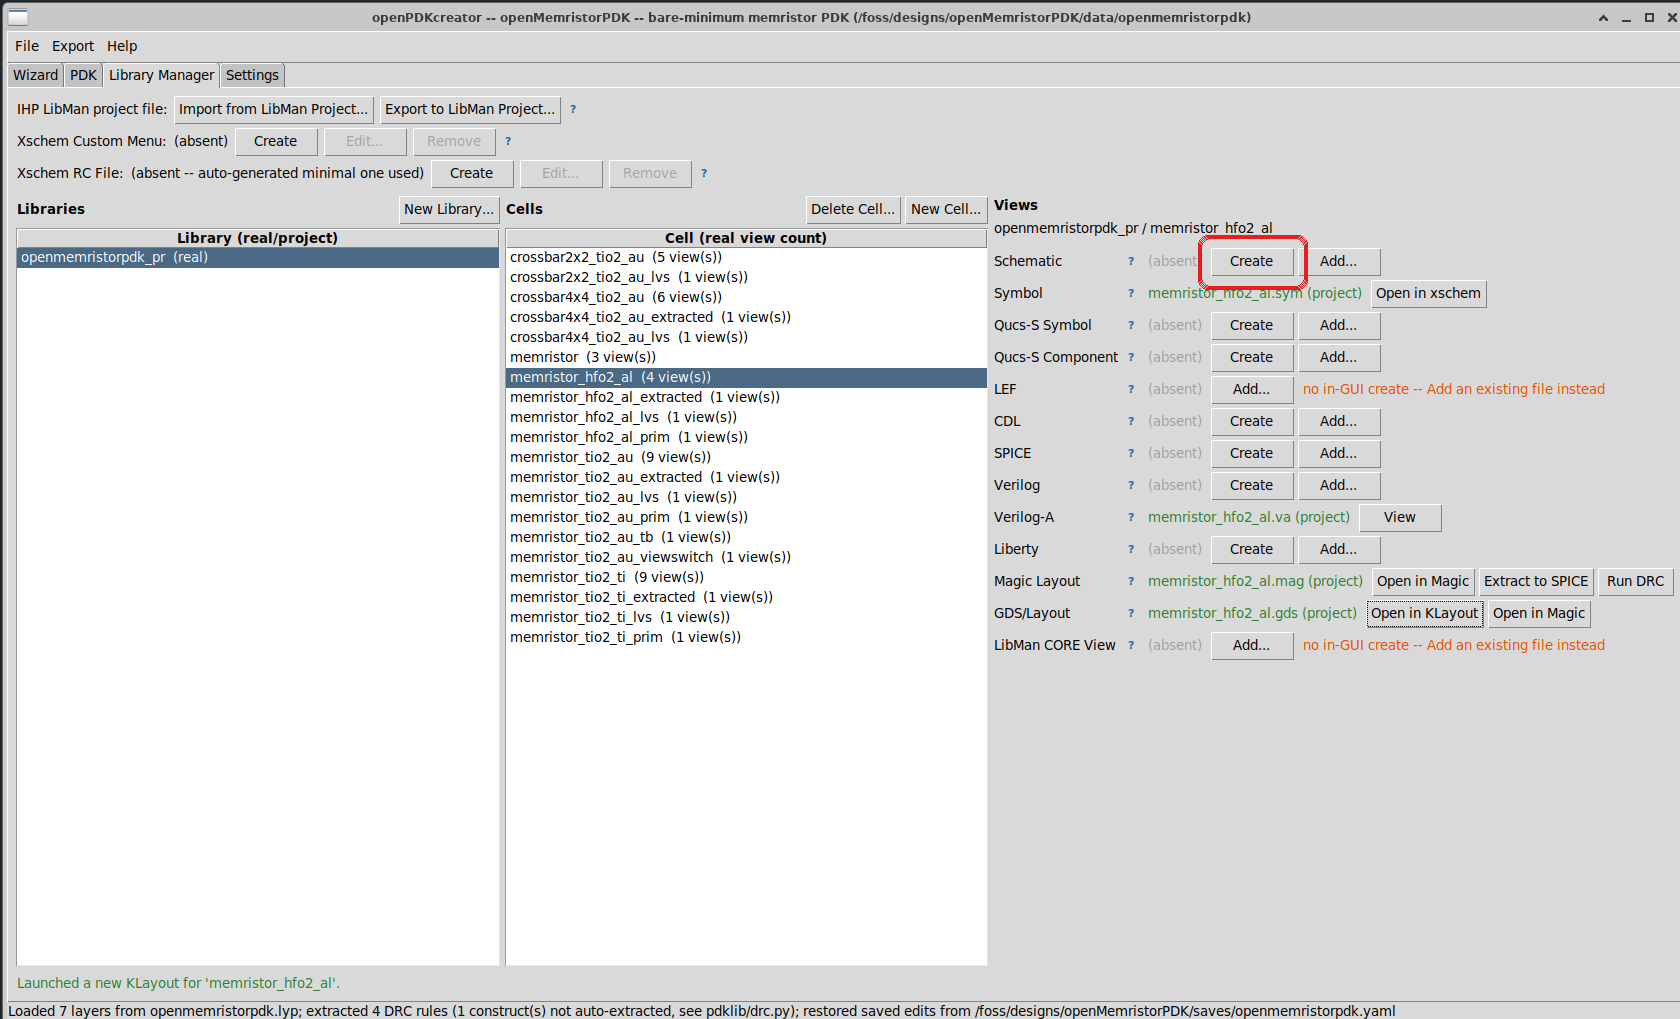 openPDKcreator -- openMemristorPDK -- bare-minimum memristor PDK (/foss/designs/openMemristorPDK/data/openmemristorpdk)
File Export Help
Wizard PDK Library Manager Settings
IHP LibMan project file: Import from LibMan Project... Export to LibMan Project... ?
Xschem Custom Menu: (absent) Create Edit... Remove ?
Xschem RC File: (absent -- auto-generated minimal one used) Create Edit... Remove ?
Libraries New Library...
Library (real/project)
openmemristorpdk_pr (real)
Cells Delete Cell... New Cell...
Cell (real view count)
crossbar2x2_tio2_au (5 view(s))
crossbar2x2_tio2_au_lvs (1 view(s))
crossbar4x4_tio2_au (6 view(s))
crossbar4x4_tio2_au_extracted (1 view(s))
crossbar4x4_tio2_au_lvs (1 view(s))
memristor (3 view(s))
memristor_hfo2_al (4 view(s))
memristor_hfo2_al_extracted (1 view(s))
memristor_hfo2_al_lvs (1 view(s))
memristor_hfo2_al_prim (1 view(s))
memristor_tio2_au (9 view(s))
memristor_tio2_au_extracted (1 view(s))
memristor_tio2_au_lvs (1 view(s))
memristor_tio2_au_prim (1 view(s))
memristor_tio2_au_tb (1 view(s))
memristor_tio2_au_viewswitch (1 view(s))
memristor_tio2_ti (9 view(s))
memristor_tio2_ti_extracted (1 view(s))
memristor_tio2_ti_lvs (1 view(s))
memristor_tio2_ti_prim (1 view(s))
Views
openmemristorpdk_pr / memristor_hfo2_al
Schematic ? (absent) Create Add...
Symbol ? memristor_hfo2_al.sym (project) Open in xschem
Qucs-S Symbol ? (absent) Create Add...
Qucs-S Component ? (absent) Create Add...
LEF ? (absent) Add... no in-GUI create -- Add an existing file instead
CDL ? (absent) Create Add...
SPICE ? (absent) Create Add...
Verilog ? (absent) Create Add...
Verilog-A ? memristor_hfo2_al.va (project) View
Liberty ? (absent) Create Add...
Magic Layout ? memristor_hfo2_al.mag (project) Open in Magic Extract to SPICE Run DRC
GDS/Layout ? memristor_hfo2_al.gds (project) Open in KLayout Open in Magic
LibMan CORE View ? (absent) Add... no in-GUI create -- Add an existing file instead
Launched a new KLayout for 'memristor_hfo2_al'.
Loaded 7 layers from openmemristorpdk.lyp; extracted 4 DRC rules (1 construct(s) not auto-extracted, see pdklib/drc.py); restored saved edits from /foss/designs/openMemristorPDK/saves/openmemristorpdk.yaml